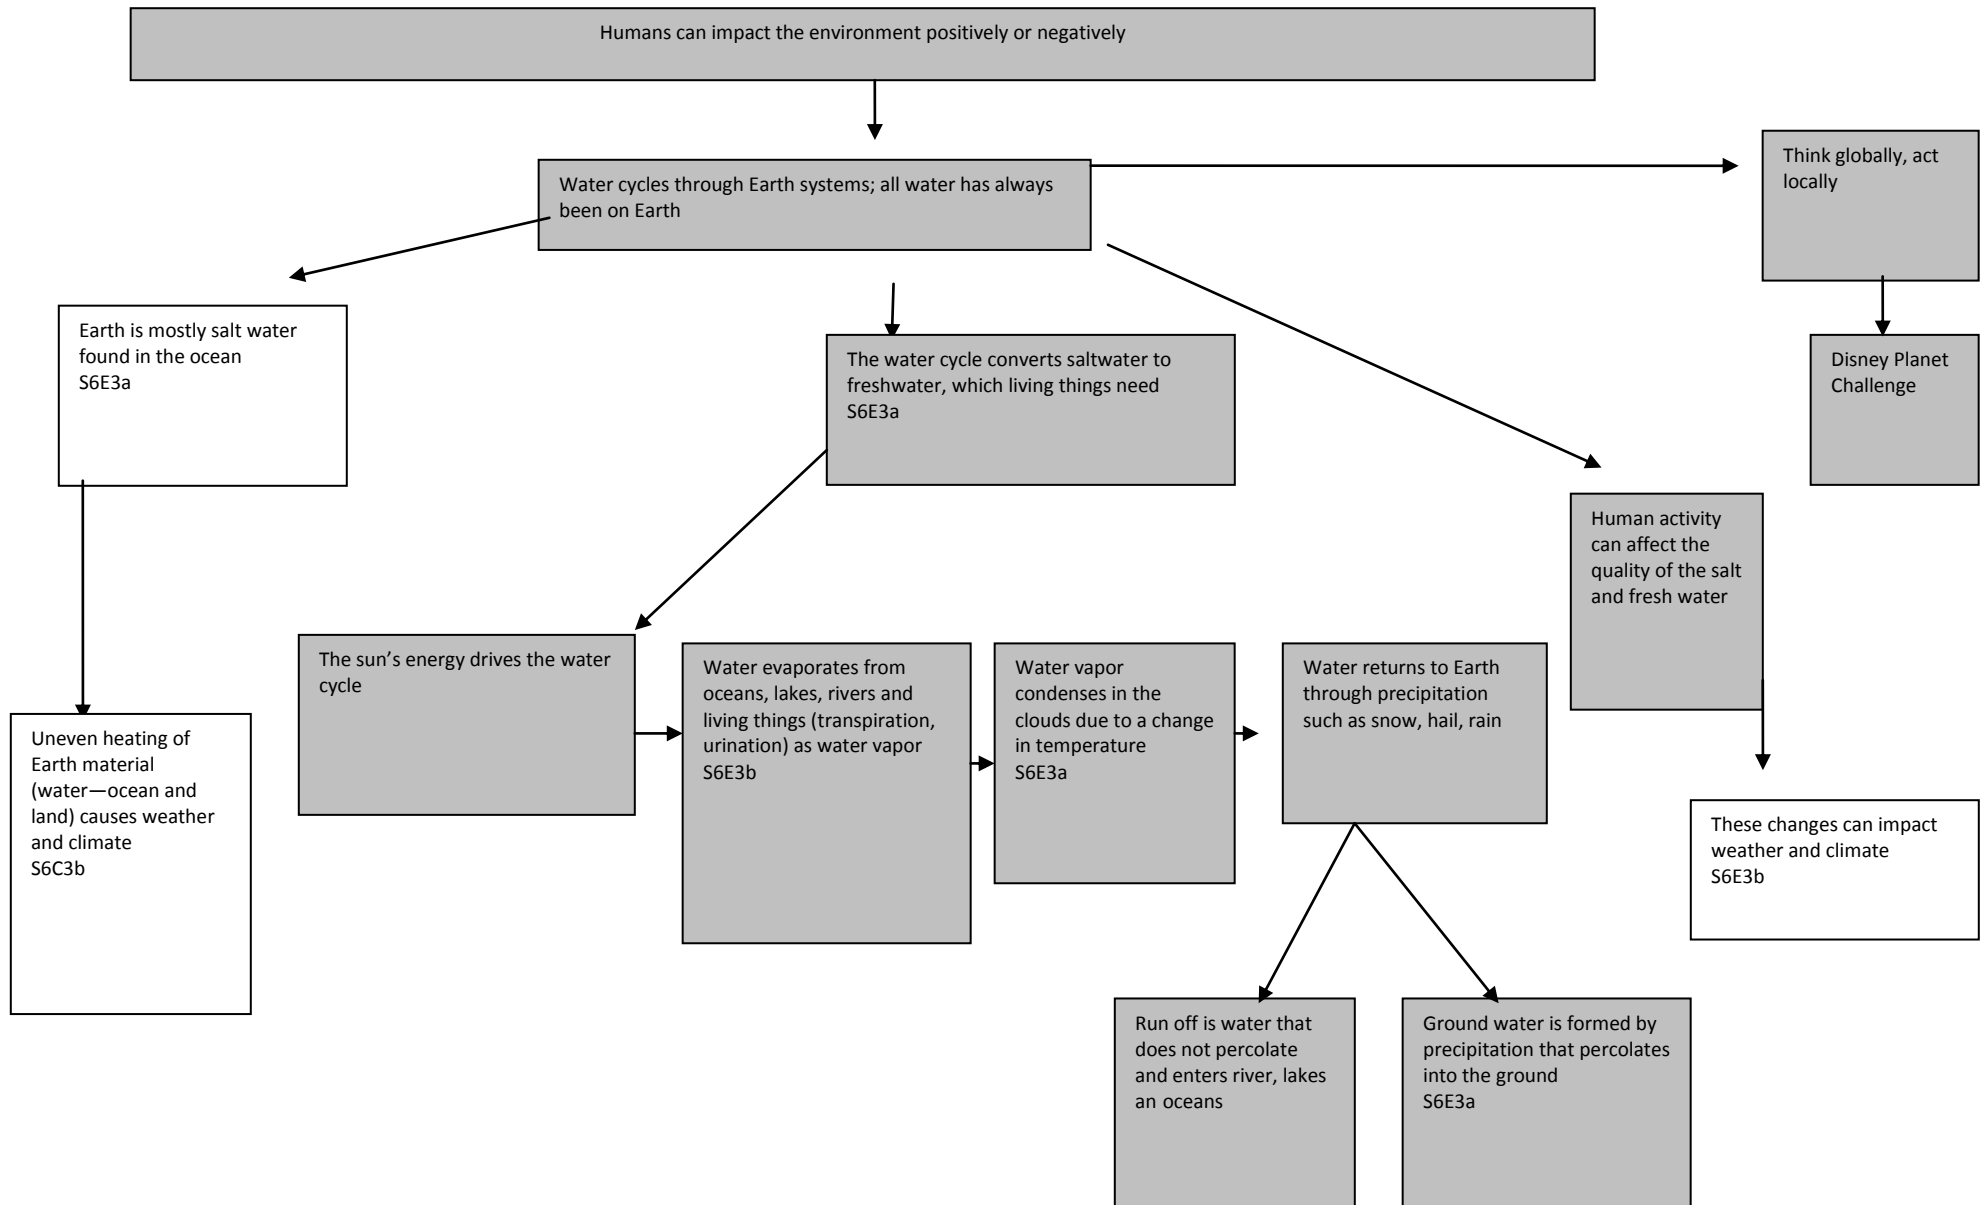 Humans can impact the environment positively or negatively
Water cycles through Earth systems; all water has always
been on Earth
Think globally, act
locally
Earth is mostly salt water
found in the ocean
S6E3a
The water cycle converts saltwater to
freshwater, which living things need
S6E3a
Disney Planet
Challenge
Human activity
can affect the
quality of the salt
and fresh water
The sun’s energy drives the water
cycle
Water evaporates from
oceans, lakes, rivers and
living things (transpiration,
urination) as water vapor
S6E3b
Water vapor
condenses in the
clouds due to a change
in temperature
S6E3a
Water returns to Earth
through precipitation
such as snow, hail, rain
Uneven heating of
Earth material
(water—ocean and
land) causes weather
and climate
S6C3b
These changes can impact
weather and climate
S6E3b
Run off is water that
does not percolate
and enters river, lakes
an oceans
Ground water is formed by
precipitation that percolates
into the ground
S6E3a